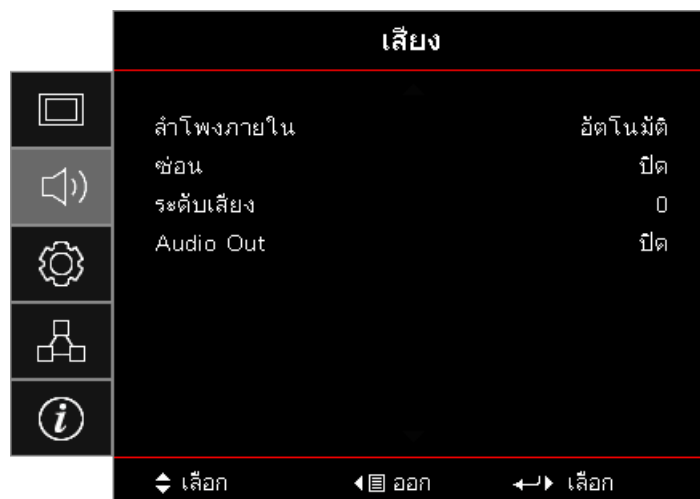 เสียง
ลำโพงภายใน อัตโนมัติ
ซ่อน ปิด
ระดับเสียง 0
Audio Out ปิด
เลือก ออก เลือก